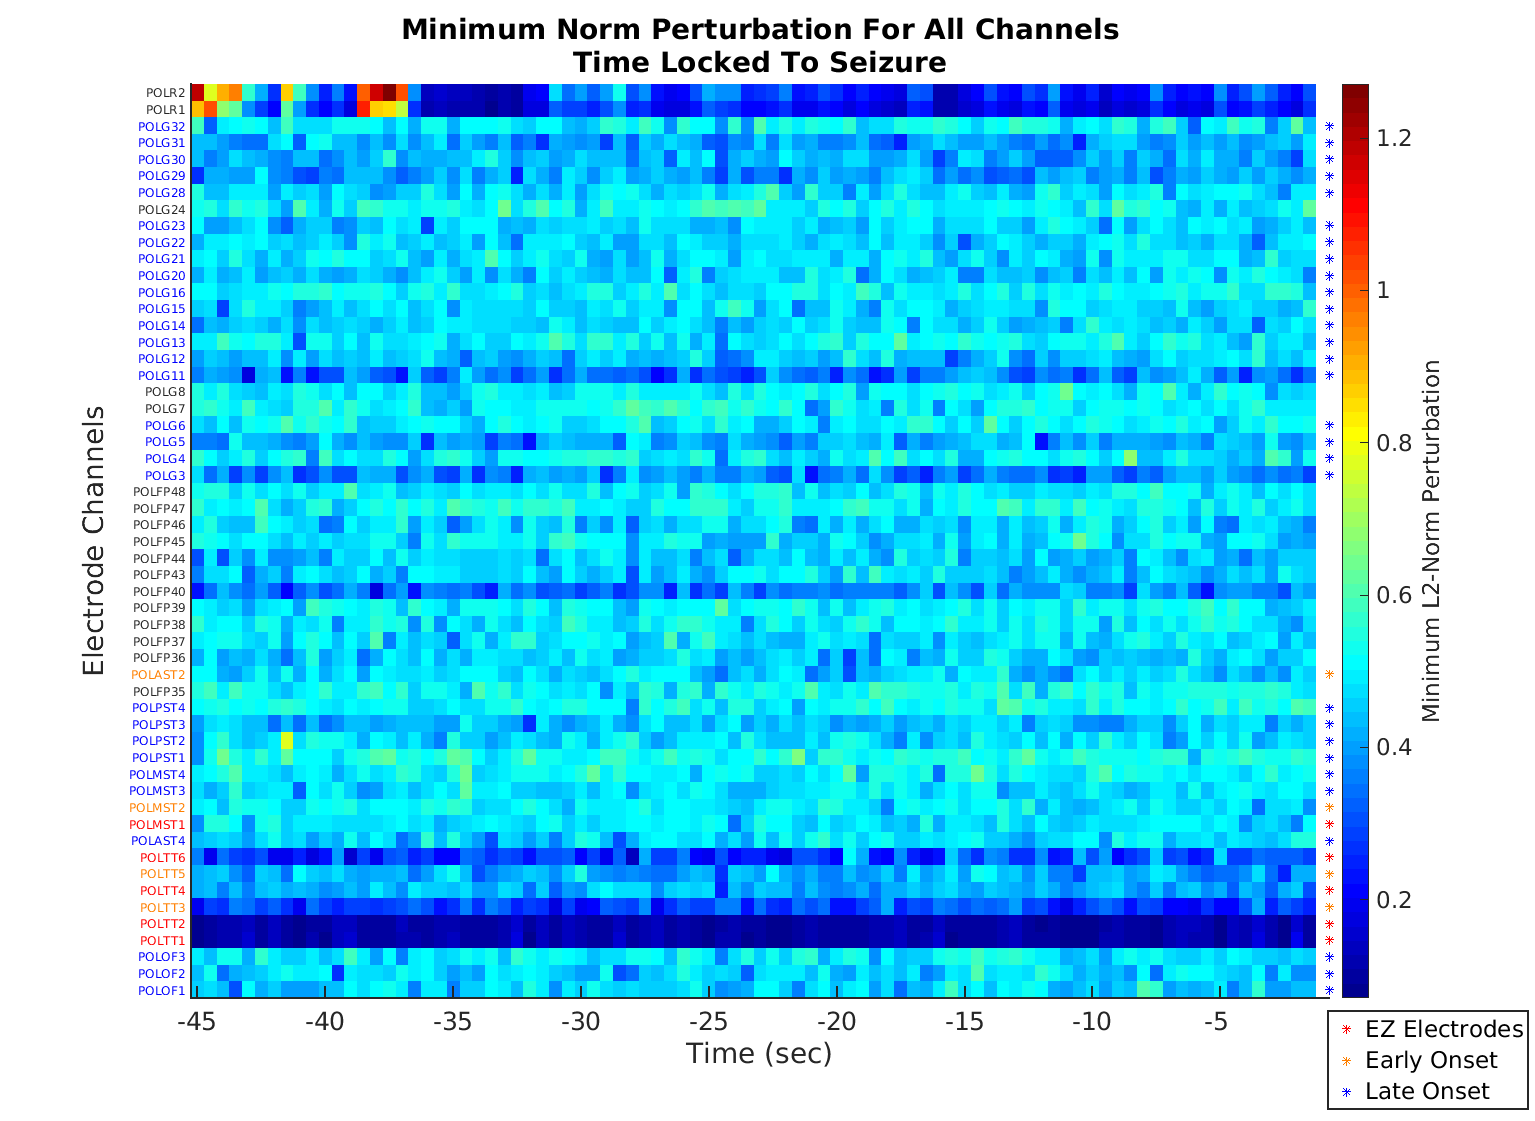 Minimum Norm Perturbation For All Channels
Time Locked To Seizure
POLR2
POLR1
POLG32
POLG31
POLG30
POLG29
POLG28
POLG24
POLG23
POLG22
POLG21
POLG20
POLG16
POLG15
POLG14
POLG13
POLG12
POLG11
POLG8
POLG7
POLG6
POLG5
POLG4
POLG3
POLFP48
POLFP47
POLFP46
POLFP45
POLFP44
POLFP43
POLFP40
POLFP39
POLFP38
POLFP37
POLFP36
POLAST2
POLFP35
POLPST4
POLPST3
POLPST2
POLPST1
POLMST4
POLMST3
POLMST2
POLMST1
POLAST4
POLTT6
POLTT5
POLTT4
POLTT3
POLTT2
POLTT1
POLOF3
POLOF2
POLOF1
Electrode Channels
-45 -40 -35 -30 -25 -20 -15 -10 -5
Time (sec)
1.2
1
0.8
0.6
0.4
0.2
Minimum L2-Norm Perturbation
EZ Electrodes
Early Onset
Late Onset